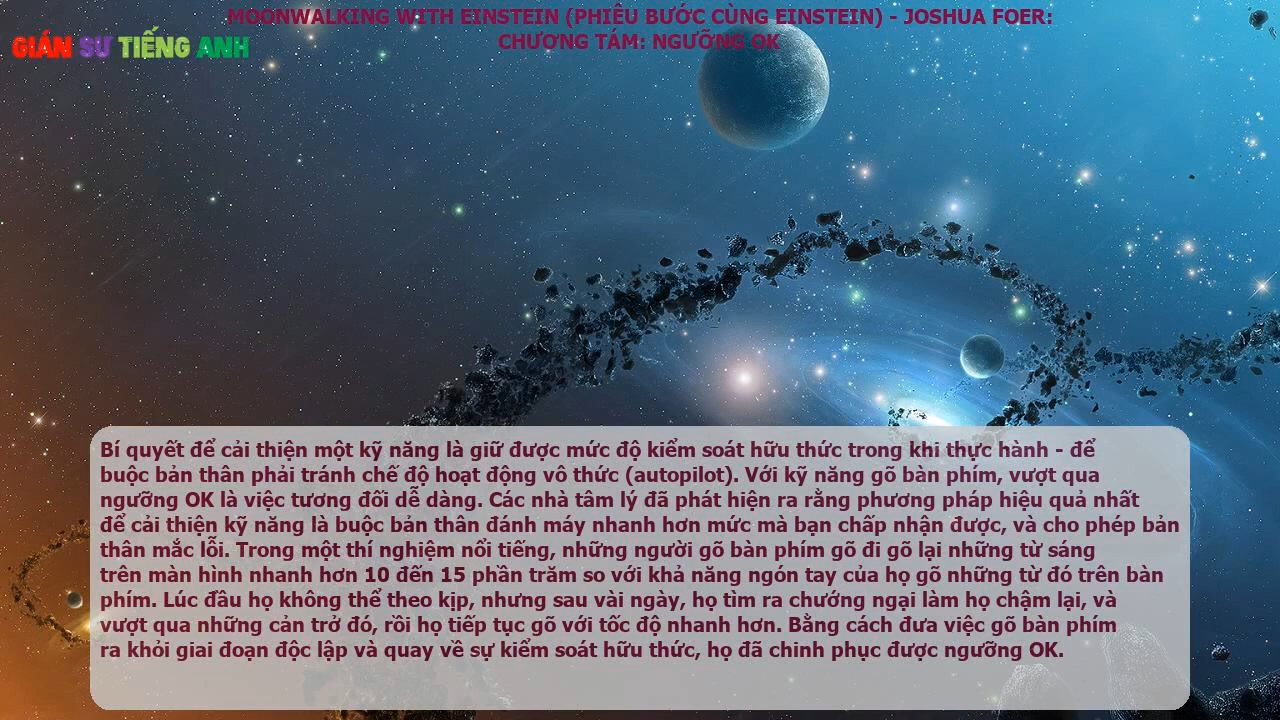 MOONWALKING WITH EINSTEIN (PHIÊU BƯỚC CÙNG EINSTEIN) - JOSHUA FOER:
CHƯƠNG TÁM: NGƯỠNG OK
GIÁN SƯ TIẾNG ANH
Bí quyết để cải thiện một kỹ năng là giữ được mức độ kiểm soát hữu thức trong khi thực hành - để
buộc bản thân phải tránh chế độ hoạt động vô thức (autopilot). Với kỹ năng gõ bàn phím, vượt qua
ngưỡng OK là việc tương đối dễ dàng. Các nhà tâm lý đã phát hiện ra rằng phương pháp hiệu quả nhất
để cải thiện kỹ năng là buộc bản thân đánh máy nhanh hơn mức mà bạn chấp nhận được, và cho phép bản
thân mắc lỗi. Trong một thí nghiệm nổi tiếng, những người gõ bàn phím gõ đi gõ lại những từ sáng
trên màn hình nhanh hơn 10 đến 15 phần trăm so với khả năng ngón tay của họ gõ những từ đó trên bàn
phím. Lúc đầu họ không thể theo kịp, nhưng sau vài ngày, họ tìm ra chướng ngại làm họ chậm lại, và
vượt qua những cản trở đó, rồi họ tiếp tục gõ với tốc độ nhanh hơn. Bằng cách đưa việc gõ bàn phím
ra khỏi giai đoạn độc lập và quay về sự kiểm soát hữu thức, họ đã chinh phục được ngưỡng OK.